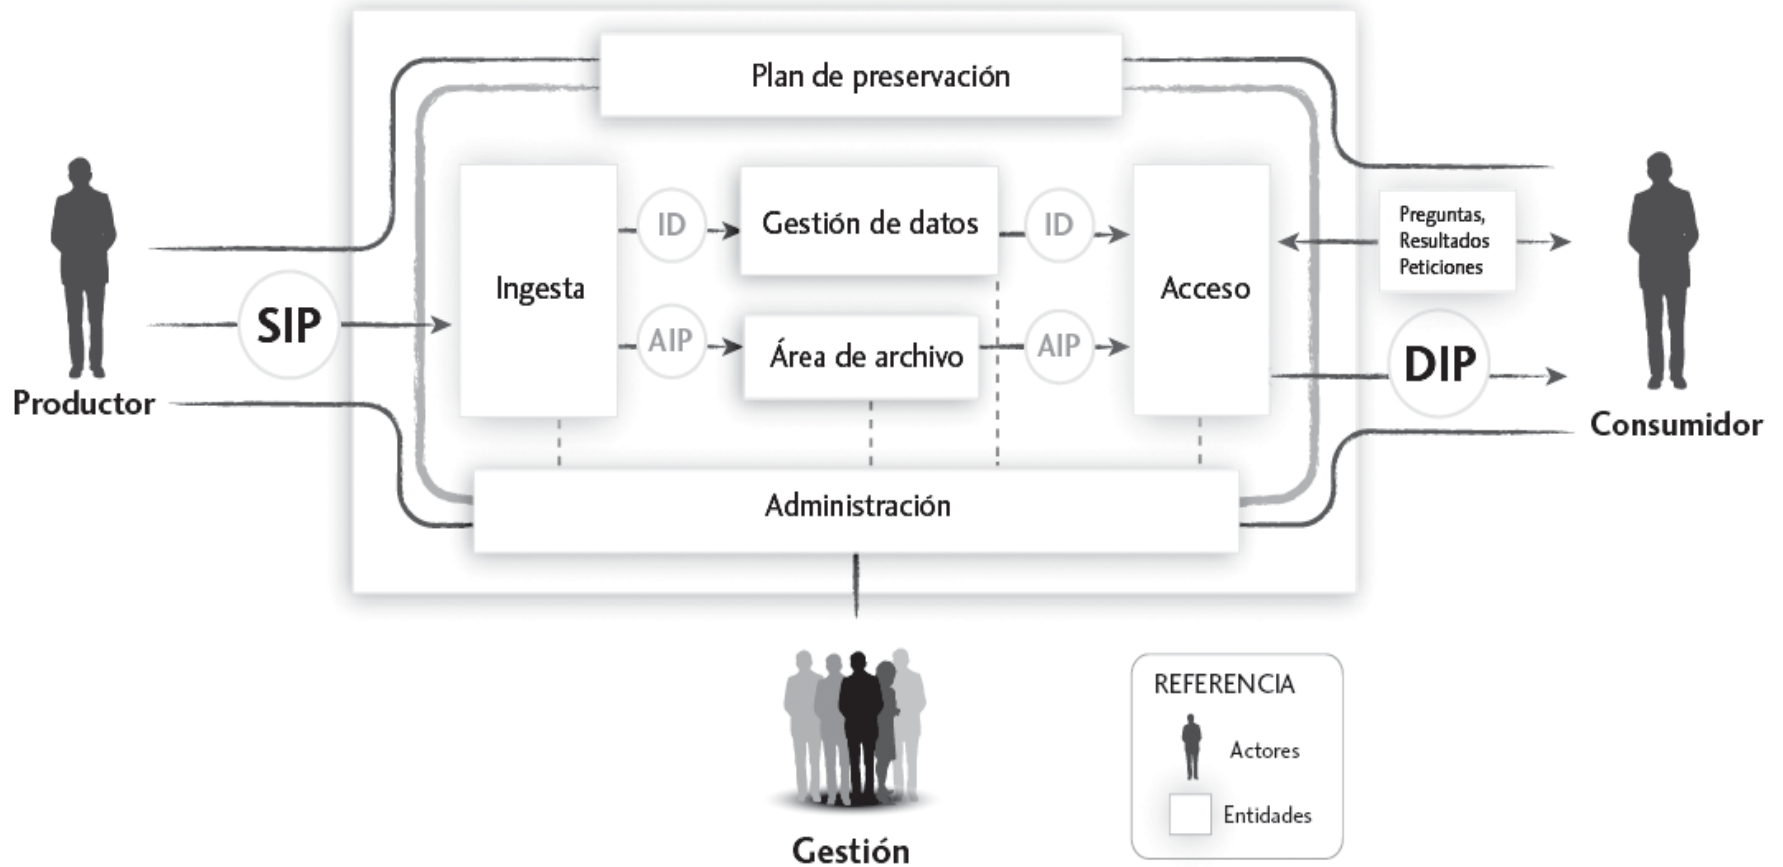 Plan de preservación
ID
Gestión de datos
ID
Preguntas,
Resultados
Peticiones
Ingesta
Acceso
SIP
AIP
Área de archivo
AIP
DIP
Productor
Consumidor
Administración
Gestión
REFERENCIA
Actores
Entidades